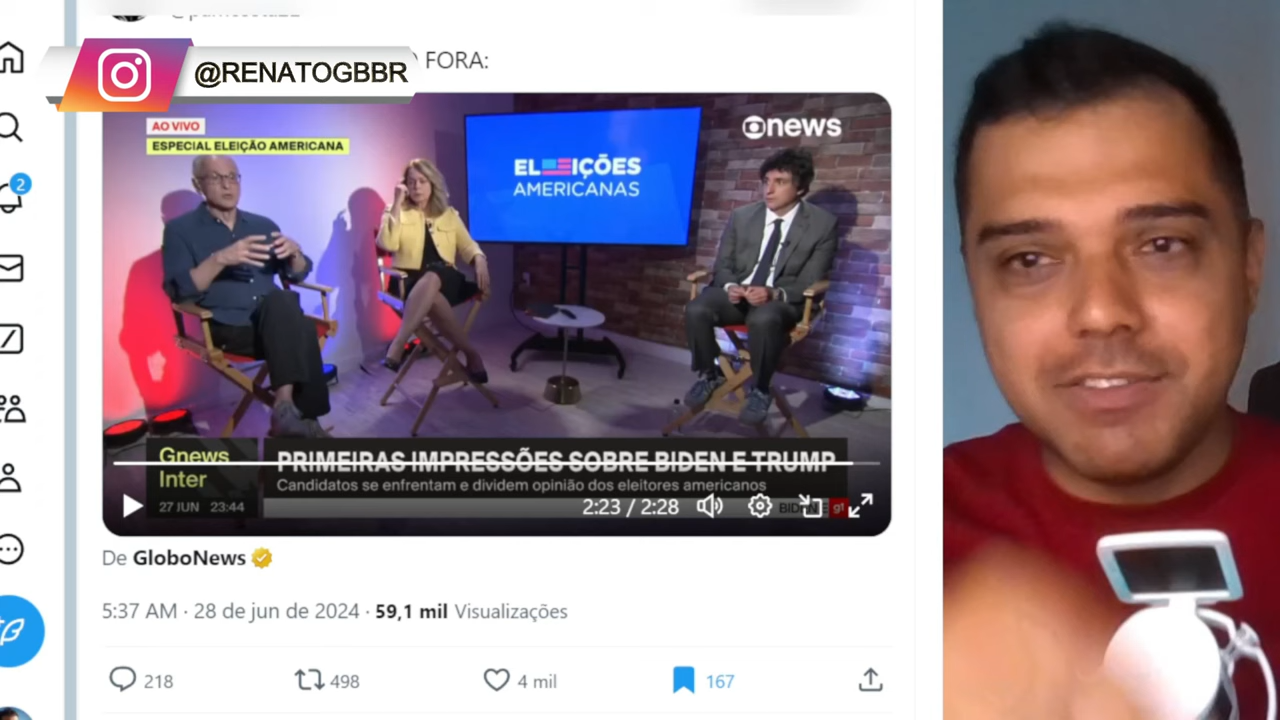 @RENATOGBBR
FORA:
AO VIVO
ESPECIAL ELEIÇÃO AMERICANA
news
ELEIÇÕES
AMERICANAS
Gnews
Inter
PRIMEIRAS IMPRESSÕES SOBRE BIDEN E TRUMP
Candidatos se enfrentam e dividem opinião dos eleitores americanos
27 JUN 23:44
2:23 / 2:28
g1
2
De GloboNews
5:37 AM · 28 de jun de 2024 · 59,1 mil Visualizações
218
498
4 mil
167